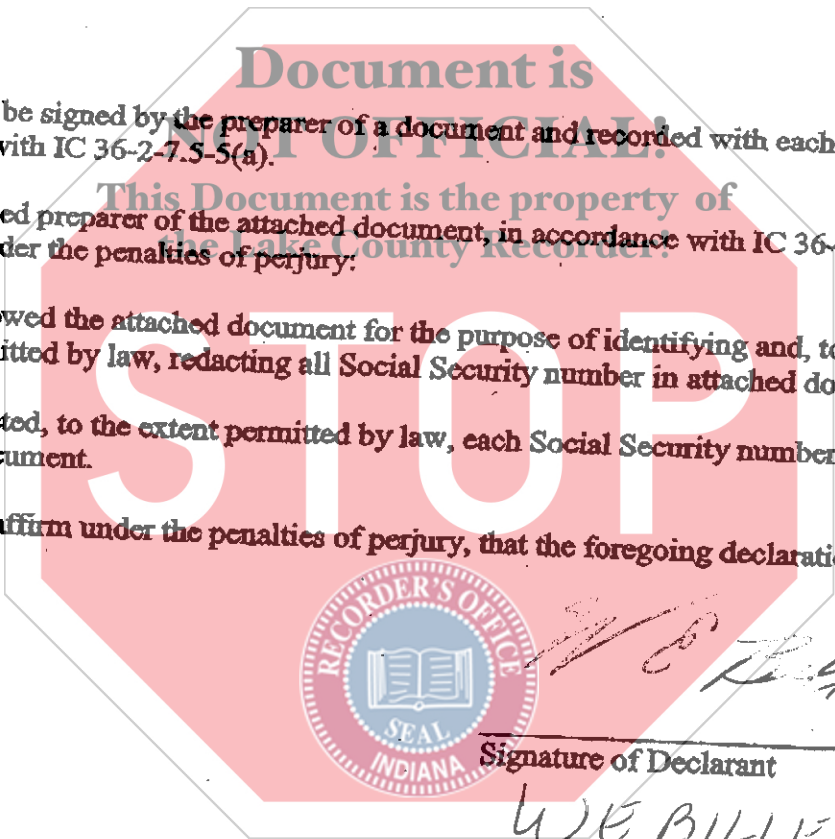 Document is
be signed by the preparer of a document and recorded with each
NOT OFFICIAL!
with IC 36-2-7.5-5(a).
This Document is the property of
ed preparer of the attached document, in accordance with IC 36-
the Lake County Recorder!
der the penalties of perjury:
wed the attached document for the purpose of identifying and, to
itted by law, redacting all Social Security number in attached do
STOP
ted, to the extent permitted by law, each Social Security number
cument.
affirm under the penalties of perjury, that the foregoing declarati
RECORDER'S OFFICE
SEAL
INDIANA
Signature of Declarant